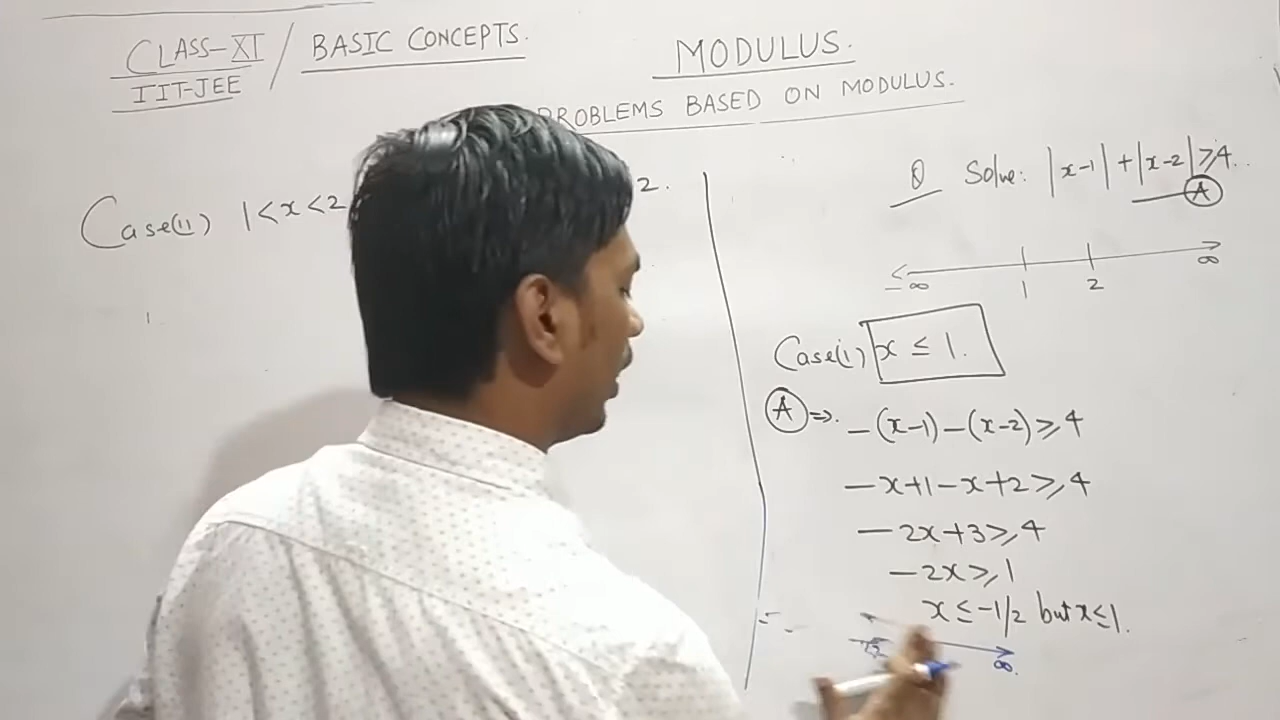 CLASS-XI / BASIC CONCEPTS.
IIT-JEE
MODULUS.
PROBLEMS BASED ON MODULUS.
Case(ii) 1<x<2
2.
Q Solve: |x-1|+|x-2|≥4.
A
-∞ 1 2 ∞
Case(i) x ≤ 1.
A ⇒. -(x-1)-(x-2)≥4
-x+1-x+2≥4
-2x+3≥4
-2x≥1
x≤-1/2 but x≤1.
∞.